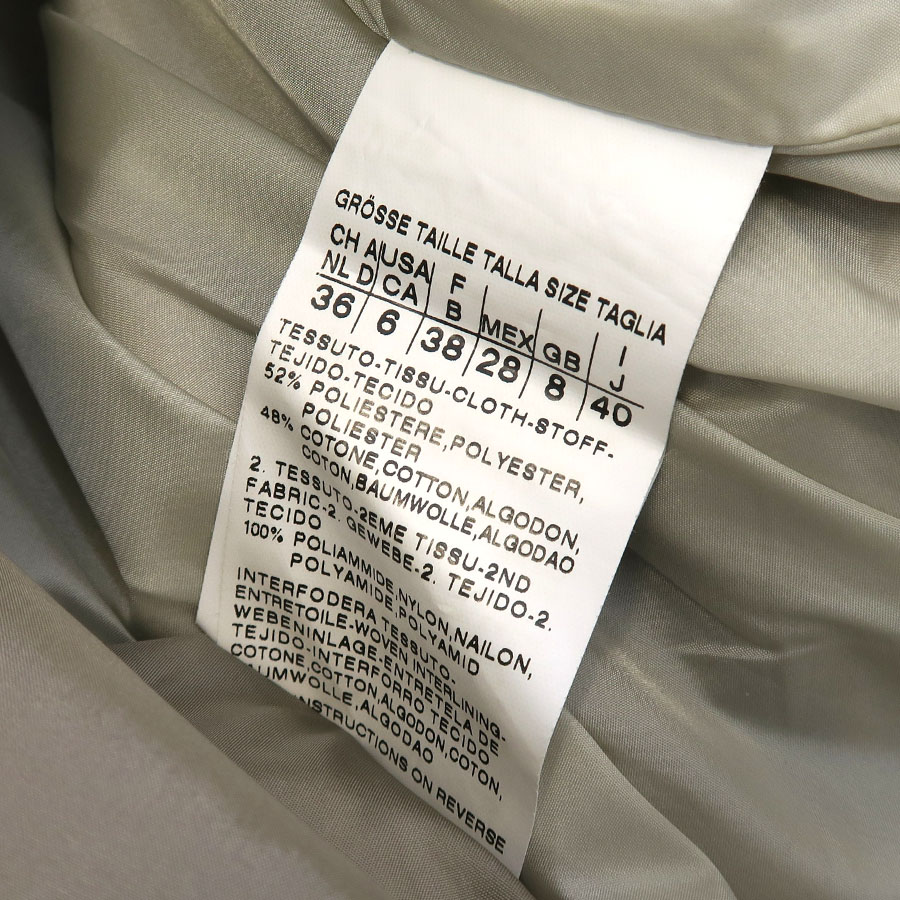 GRÖSSE TAILLE TALLA SIZE TAGLIA
CH A USA F MEX GB I
NL D CA B J
36 6 38 28 8 40
TESSUTO-TISSU-CLOTH-STOFF-
TEJIDO-TECIDO
52% POLIESTERE,POLYESTER,
POLIESTER
48% COTONE,COTTON,ALGODON,
COTON,BAUMWOLLE,ALGODAO
2. TESSUTO-2EME TISSU-2ND
FABRIC-2. GEWEBE-2. TEJIDO-2.
TECIDO
100% POLIAMMIDE,NYLON,NAILON,
POLYAMIDE,POLYAMID
INTERFODERA TESSUTO-
ENTRETOILE-WOVEN INTERLINING.
WEBENINLAGE-ENTRETELA DE
TEJIDO-INTERFORRO TECIDO
COTONE,COTTON,ALGODON,COTON,
UMWOLLE,ALGODAO
NSTRUCTIONS ON REVERSE